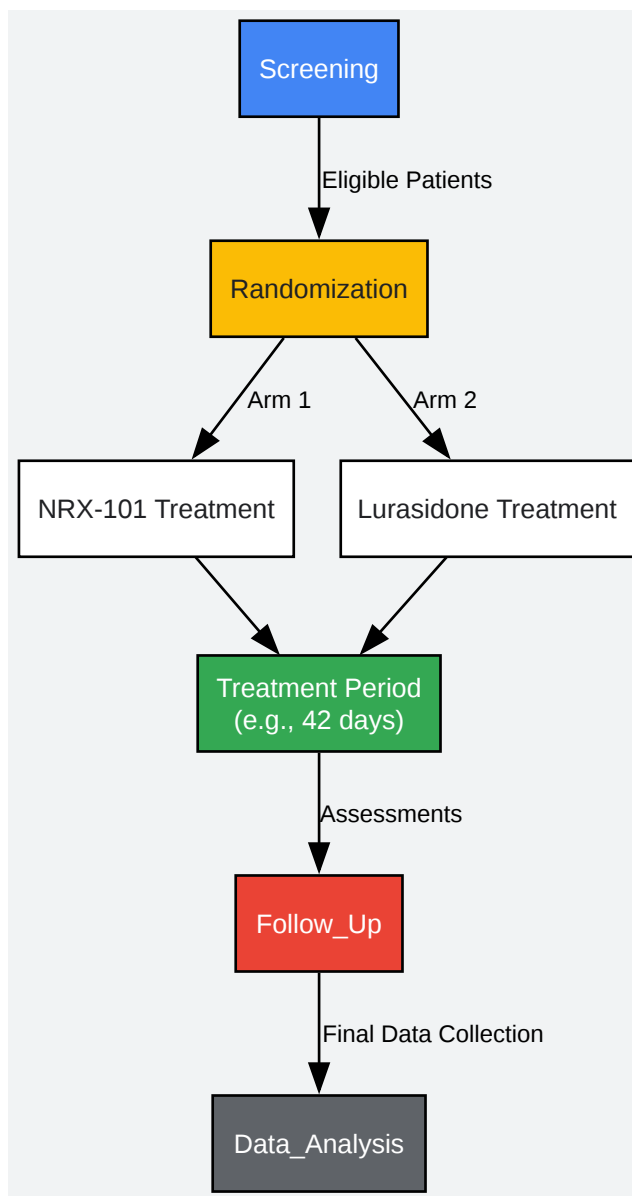 Screening
Eligible Patients
Randomization
Arm 1
Arm 2
NRX-101 Treatment
Lurasidone Treatment
Treatment Period
(e.g., 42 days)
Assessments
Follow_Up
Final Data Collection
Data_Analysis